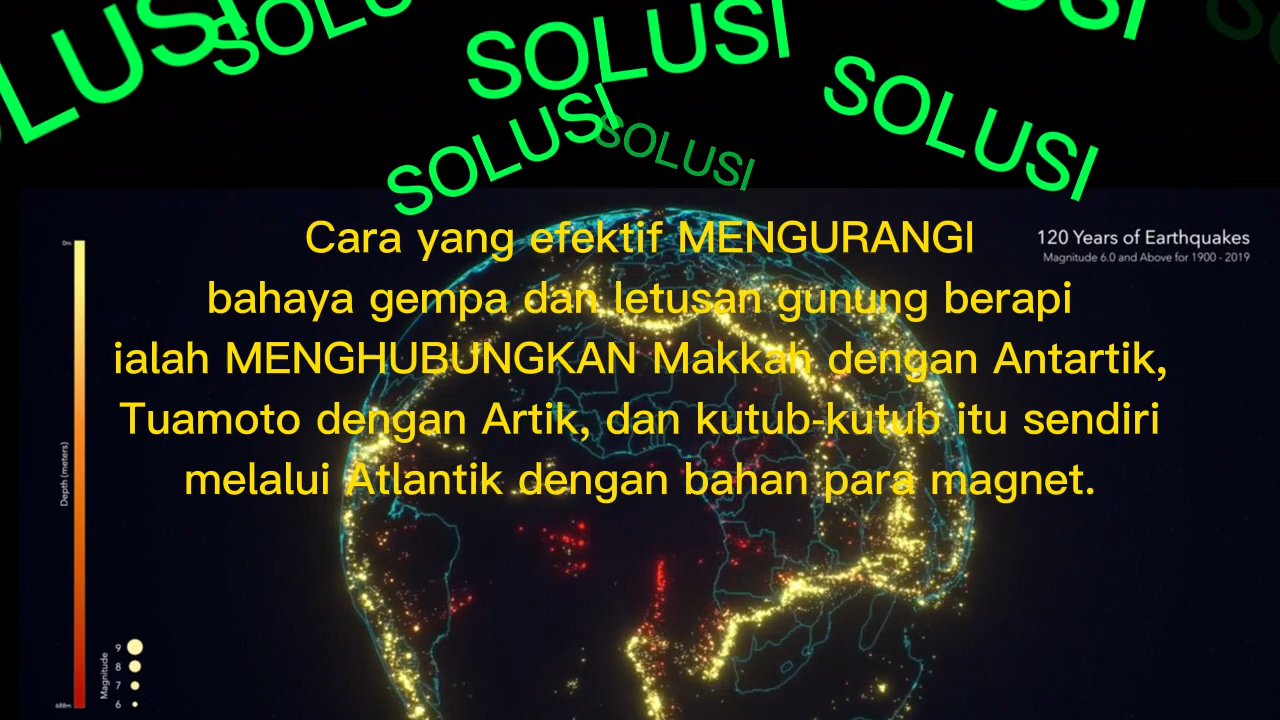 SOLUSI
SOLUSI
SOLUSI
SOLUSI
SOLUSI
Cara yang efektif MENGURANGI
bahaya gempa dan letusan gunung berapi
ialah MENGHUBUNGKAN Makkah dengan Antartik,
Tuamoto dengan Artik, dan kutub-kutub itu sendiri
melalui Atlantik dengan bahan para magnet.
120 Years of Earthquakes
Magnitude 6.0 and Above for 1900 - 2019
0m
Depth (meters)
688m
Magnitude
9
8
7
6